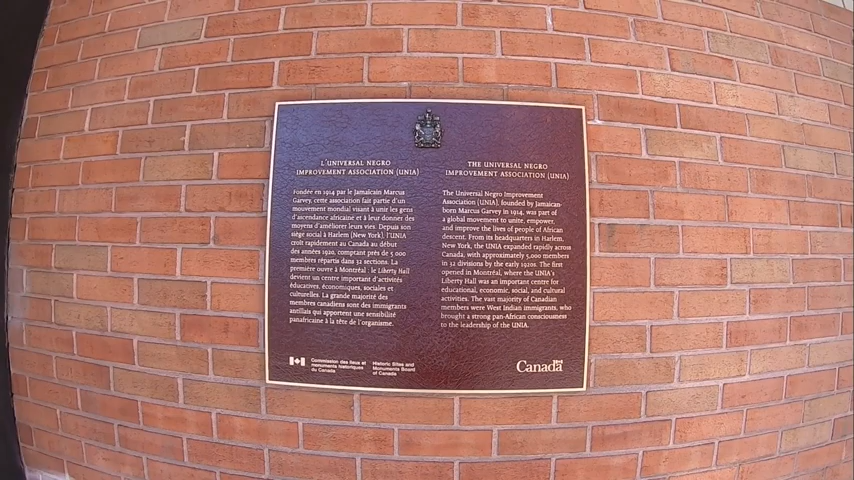 L'UNIVERSAL NEGRO
IMPROVEMENT ASSOCIATION (UNIA)
Fondée en 1914 par le Jamaïcain Marcus
Garvey, cette association fait partie d'un
mouvement mondial visant à unir les gens
d'ascendance africaine et à leur donner des
moyens d'améliorer leurs vies. Depuis son
siège social à Harlem (New York), l'UNIA
croît rapidement au Canada au début
des années 1920, comptant près de 5 000
membres répartis dans 32 sections. La
première ouvre à Montréal : le Liberty Hall
devient un centre important d'activités
éducatives, économiques, sociales et
culturelles. La grande majorité des
membres canadiens sont des immigrants
antillais qui apportent une sensibilité
panafricaine à la tête de l'organisme.
THE UNIVERSAL NEGRO
IMPROVEMENT ASSOCIATION (UNIA)
The Universal Negro Improvement
Association (UNIA), founded by Jamaican-
born Marcus Garvey in 1914, was part of
a global movement to unite, empower,
and improve the lives of people of African
descent. From its headquarters in Harlem,
New York, the UNIA expanded rapidly across
Canada, with approximately 5,000 members
in 32 divisions by the early 1920s. The first
opened in Montréal, where the UNIA's
Liberty Hall was an important centre for
educational, economic, social, and cultural
activities. The vast majority of Canadian
members were West Indian immigrants, who
brought a strong pan-African consciousness
to the leadership of the UNIA.
Commission des lieux et
monuments historiques
du Canada
Historic Sites and
Monuments Board
of Canada
Canada